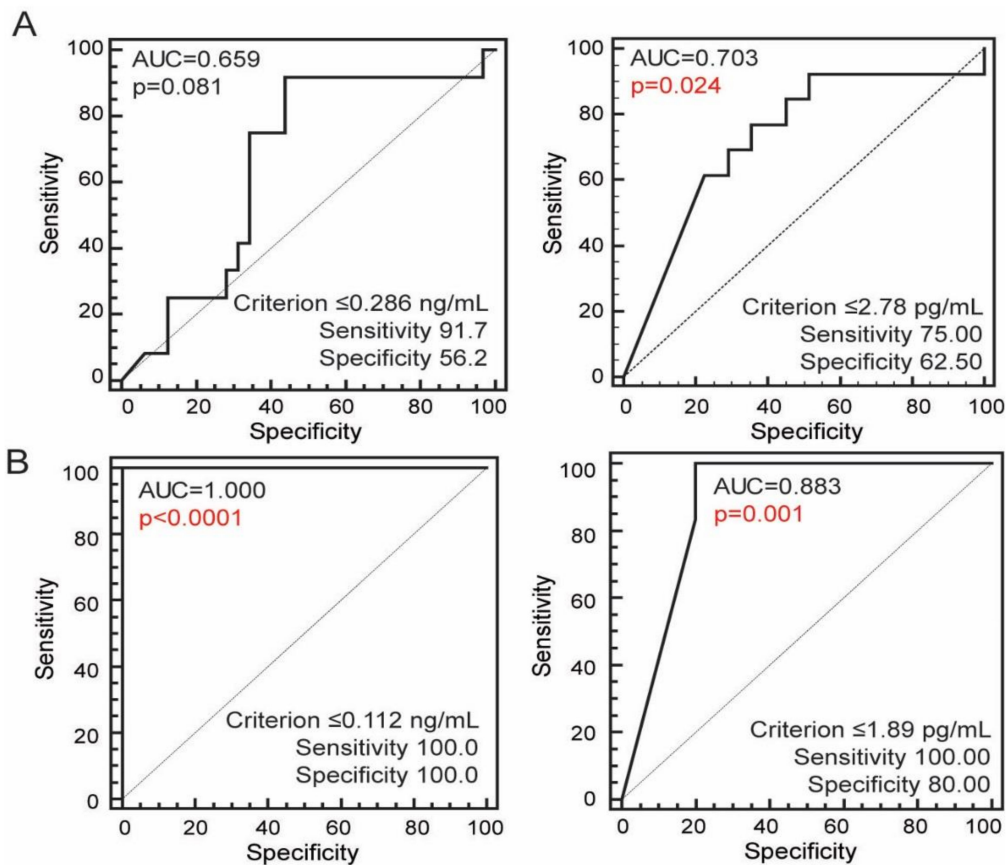 A
AUC=0.659
p=0.081
100
80
60
40
20
0
Sensitivity
Criterion ≤0.286 ng/mL
Sensitivity 91.7
Specificity 56.2
0 20 40 60 80 100
Specificity
AUC=0.703
p=0.024
100
80
60
40
20
0
Sensitivity
Criterion ≤2.78 pg/mL
Sensitivity 75.00
Specificity 62.50
0 20 40 60 80 100
Specificity
B
AUC=1.000
p<0.0001
100
80
60
40
20
0
Sensitivity
Criterion ≤0.112 ng/mL
Sensitivity 100.0
Specificity 100.0
0 20 40 60 80 100
Specificity
AUC=0.883
p=0.001
100
80
60
40
20
0
Sensitivity
Criterion ≤1.89 pg/mL
Sensitivity 100.00
Specificity 80.00
0 20 40 60 80 100
Specificity